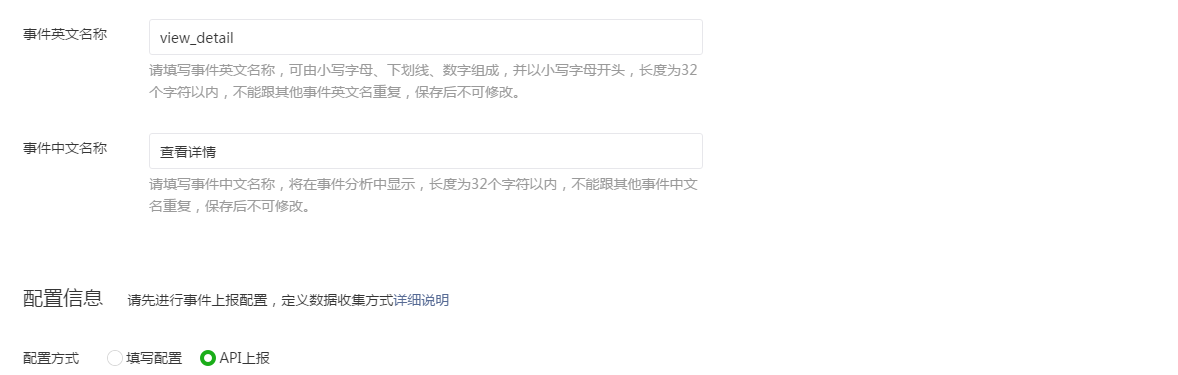 事件英文名称
view_detail
请填写事件英文名称，可由小写字母、下划线、数字组成，并以小写字母开头，长度为32
个字符以内，不能跟其他事件英文名重复，保存后不可修改。
事件中文名称
查看详情
请填写事件中文名称，将在事件分析中显示，长度为32个字符以内，不能跟其他事件中文
名重复，保存后不可修改。
配置信息 请先进行事件上报配置，定义数据收集方式详细说明
配置方式 填写配置 API上报